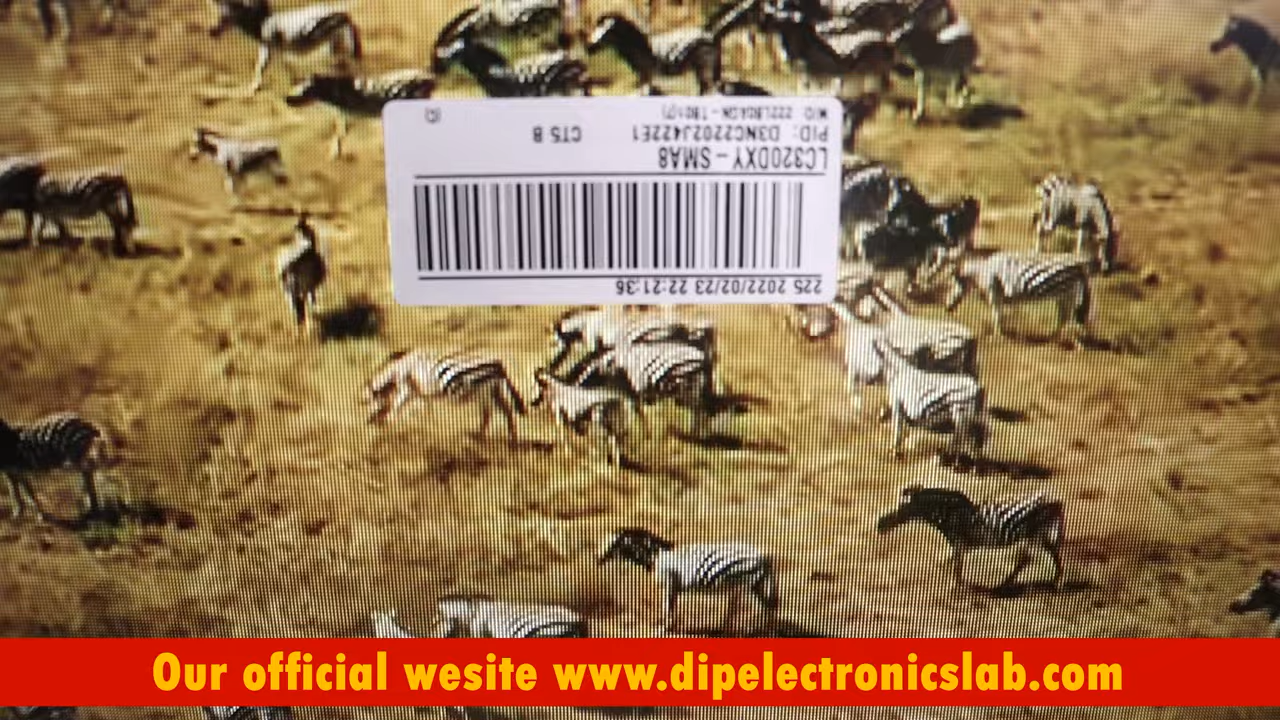 225 2022/02/23 22:21:36
LC320DXY-SMA8
PID: D3NC2202J422E1 CTS B
W/O:
Our official wesite www.dipelectronicslab.com